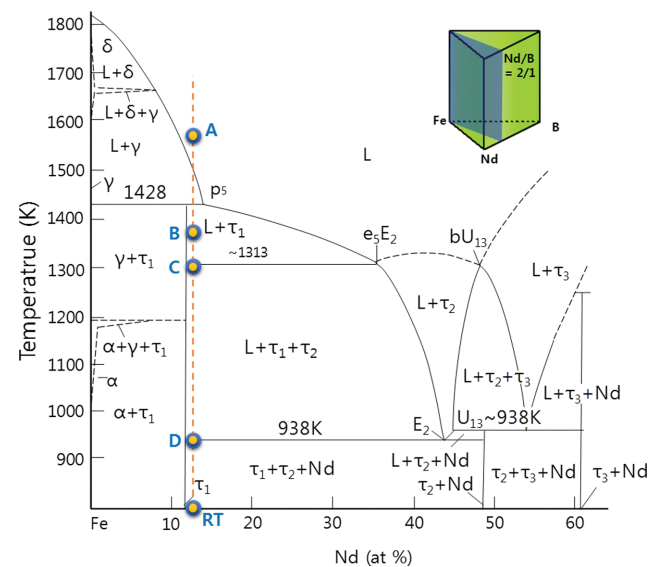 1800
1700
1600
1500
1400
1300
1200
1100
1000
900
Temperatrue (K)
δ
L+δ
L+δ+γ
L+γ
γ
1428
γ+τ₁
α+γ+τ₁
α
α+τ₁
A
B
C
D
RT
L
p₅
L+τ₁
~1313
e₅E₂
bU₁₃
L+τ₃
L+τ₂
L+τ₁+τ₂
L+τ₂+τ₃
L+τ₃+Nd
938K
E₂
U₁₃~938K
L+τ₂+Nd
τ₁
τ₁+τ₂+Nd
τ₂+Nd
τ₂+τ₃+Nd
τ₃+Nd
Fe
10
20
30
40
50
60
Nd (at %)
Nd/B
= 2/1
Fe
B
Nd